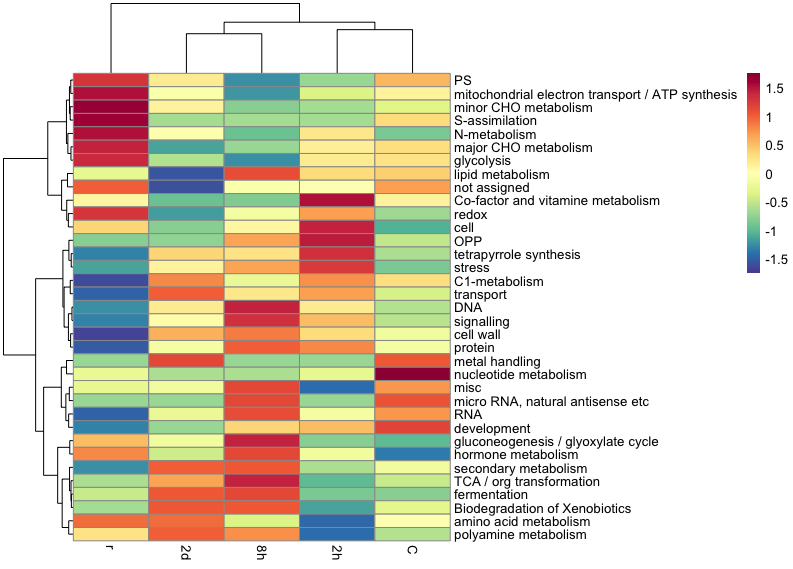 PS
mitochondrial electron transport / ATP synthesis
minor CHO metabolism
S-assimilation
N-metabolism
major CHO metabolism
glycolysis
lipid metabolism
not assigned
Co-factor and vitamine metabolism
redox
cell
OPP
tetrapyrrole synthesis
stress
C1-metabolism
transport
DNA
signalling
cell wall
protein
metal handling
nucleotide metabolism
misc
micro RNA, natural antisense etc
RNA
development
gluconeogenesis / glyoxylate cycle
hormone metabolism
secondary metabolism
TCA / org transformation
fermentation
Biodegradation of Xenobiotics
amino acid metabolism
polyamine metabolism
r 2d 8h 2h C
1.5
1
0.5
0
-0.5
-1
-1.5